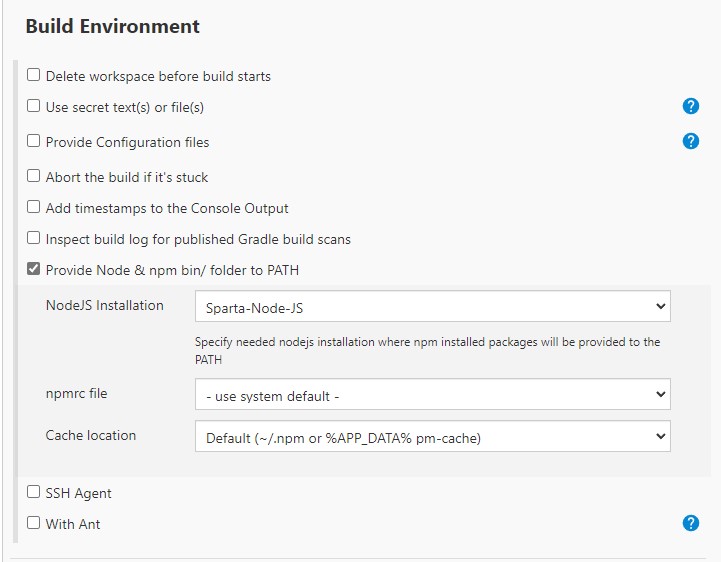 Build Environment
Delete workspace before build starts
Use secret text(s) or file(s)
?
Provide Configuration files
?
Abort the build if it's stuck
Add timestamps to the Console Output
Inspect build log for published Gradle build scans
Provide Node & npm bin/ folder to PATH
NodeJS Installation
Sparta-Node-JS
Specify needed nodejs installation where npm installed packages will be provided to the
PATH
npmrc file
- use system default -
Cache location
Default (~/.npm or %APP_DATA% pm-cache)
SSH Agent
With Ant
?